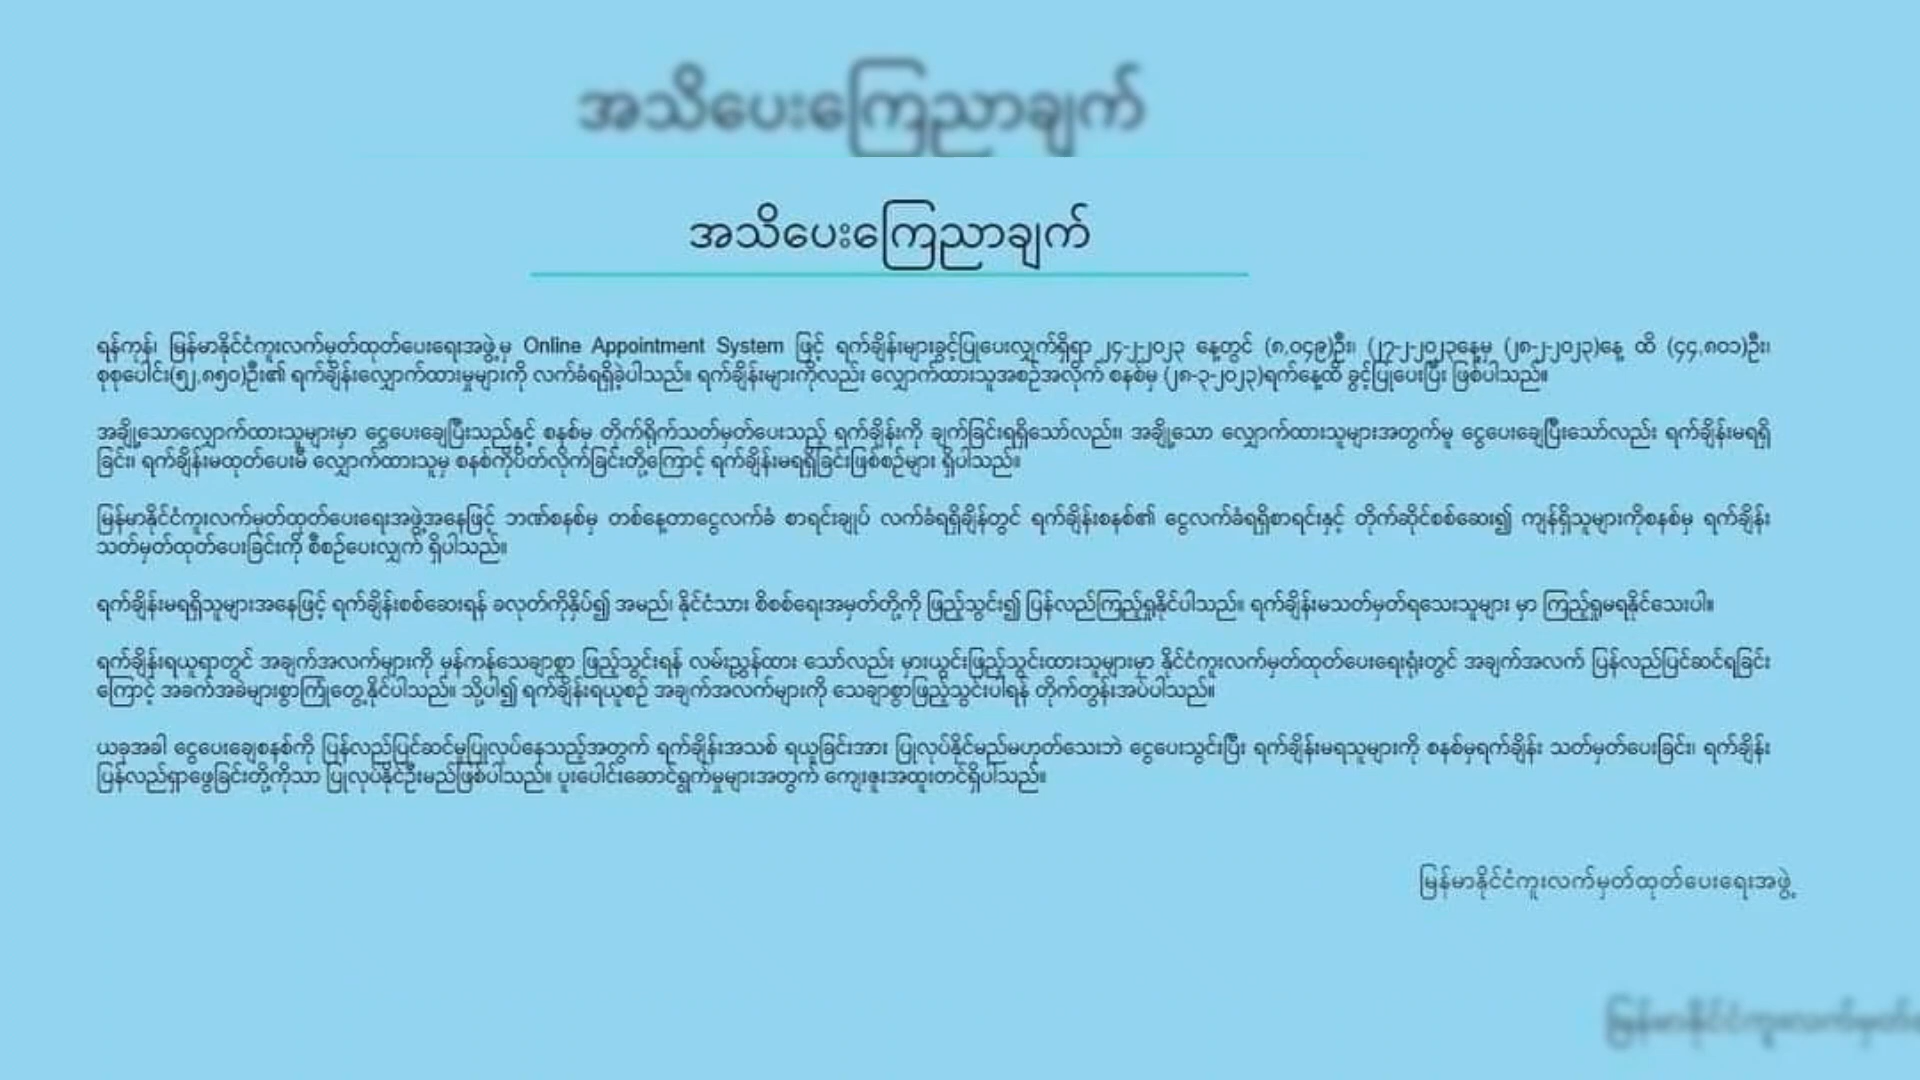 အသိပေးကြေညာချက်
အသိပေးကြေညာချက်
ရန်ကုန်၊ မြန်မာနိုင်ငံကူးလက်မှတ်ထုတ်ပေးရေးအဖွဲ့မှ Online Appointment System ဖြင့် ရက်ချိန်းများခွင့်ပြုပေးလျှက်ရှိရာ ၂၄-၂-၂၀၂၃ နေ့တွင် (၈,၀၄၉)ဦး၊ (၂၇-၂-၂၀၂၃နေ့မှ (၂၈-၂-၂၀၂၃)နေ့ ထိ (၄၄,၈၀၁)ဦး၊
စုစုပေါင်း(၅၂,၈၅၀)ဦး၏ ရက်ချိန်းလျှောက်ထားမှုများကို လက်ခံရရှိခဲ့ပါသည်။ ရက်ချိန်းများကိုလည်း လျှောက်ထားသူအစဉ်အလိုက် စနစ်မှ (၂၈-၃-၂၀၂၃)ရက်နေ့ထိ ခွင့်ပြုပေးပြီး ဖြစ်ပါသည်။
အချို့သောလျှောက်ထားသူများမှာ ငွေပေးချေပြီးသည်နှင့် စနစ်မှ တိုက်ရိုက်သတ်မှတ်ပေးသည့် ရက်ချိန်းကို ချက်ခြင်းရရှိသော်လည်း၊ အချို့သော လျှောက်ထားသူများအတွက်မူ ငွေပေးချေပြီးသော်လည်း ရက်ချိန်းမရရှိ
ခြင်း၊ ရက်ချိန်းမထုတ်ပေးမီ လျှောက်ထားသူမှ စနစ်ကိုပိတ်လိုက်ခြင်းတို့ကြောင့် ရက်ချိန်းမရရှိခြင်းဖြစ်စဉ်များ ရှိပါသည်။
မြန်မာနိုင်ငံကူးလက်မှတ်ထုတ်ပေးရေးအဖွဲ့အနေဖြင့် ဘဏ်စနစ်မှ တစ်နေ့တာငွေလက်ခံ စာရင်းချုပ် လက်ခံရရှိချိန်တွင် ရက်ချိန်းစနစ်၏ ငွေလက်ခံရရှိစာရင်းနှင့် တိုက်ဆိုင်စစ်ဆေး၍ ကျန်ရှိသူများကိုစနစ်မှ ရက်ချိန်း
သတ်မှတ်ထုတ်ပေးခြင်းကို စီစဉ်ပေးလျှက် ရှိပါသည်။
ရက်ချိန်းမရရှိသူများအနေဖြင့် ရက်ချိန်းစစ်ဆေးရန် ခလုတ်ကိုနှိပ်၍ အမည်၊ နိုင်ငံသား စိစစ်ရေးအမှတ်တို့ကို ဖြည့်သွင်း၍ ပြန်လည်ကြည့်ရှုနိုင်ပါသည်။ ရက်ချိန်းမသတ်မှတ်ရသေးသူများ မှာ ကြည့်ရှုမရနိုင်သေးပါ။
ရက်ချိန်းရယူရာတွင် အချက်အလက်များကို မှန်ကန်သေချာစွာ ဖြည့်သွင်းရန် လမ်းညွှန်ထား သော်လည်း မှားယွင်းဖြည့်သွင်းထားသူများမှာ နိုင်ငံကူးလက်မှတ်ထုတ်ပေးရေးရုံးတွင် အချက်အလက် ပြန်လည်ပြင်ဆင်ရခြင်း
ကြောင့် အခက်အခဲများစွာကြုံတွေ့နိုင်ပါသည်။ သို့ပါ၍ ရက်ချိန်းရယူစဉ် အချက်အလက်များကို သေချာစွာဖြည့်သွင်းပါရန် တိုက်တွန်းအပ်ပါသည်။
ယခုအခါ ငွေပေးချေစနစ်ကို ပြန်လည်ပြင်ဆင်မှုပြုလုပ်နေသည့်အတွက် ရက်ချိန်းအသစ် ရယူခြင်းအား ပြုလုပ်နိုင်မည်မဟုတ်သေးဘဲ ငွေပေးသွင်းပြီး ရက်ချိန်းမရသူများကို စနစ်မှရက်ချိန်း သတ်မှတ်ပေးခြင်း၊ ရက်ချိန်း
ပြန်လည်ရှာဖွေခြင်းတို့ကိုသာ ပြုလုပ်နိုင်ဦးမည်ဖြစ်ပါသည်။ ပူးပေါင်းဆောင်ရွက်မှုများအတွက် ကျေးဇူးအထူးတင်ရှိပါသည်။
မြန်မာနိုင်ငံကူးလက်မှတ်ထုတ်ပေးရေးအဖွဲ့